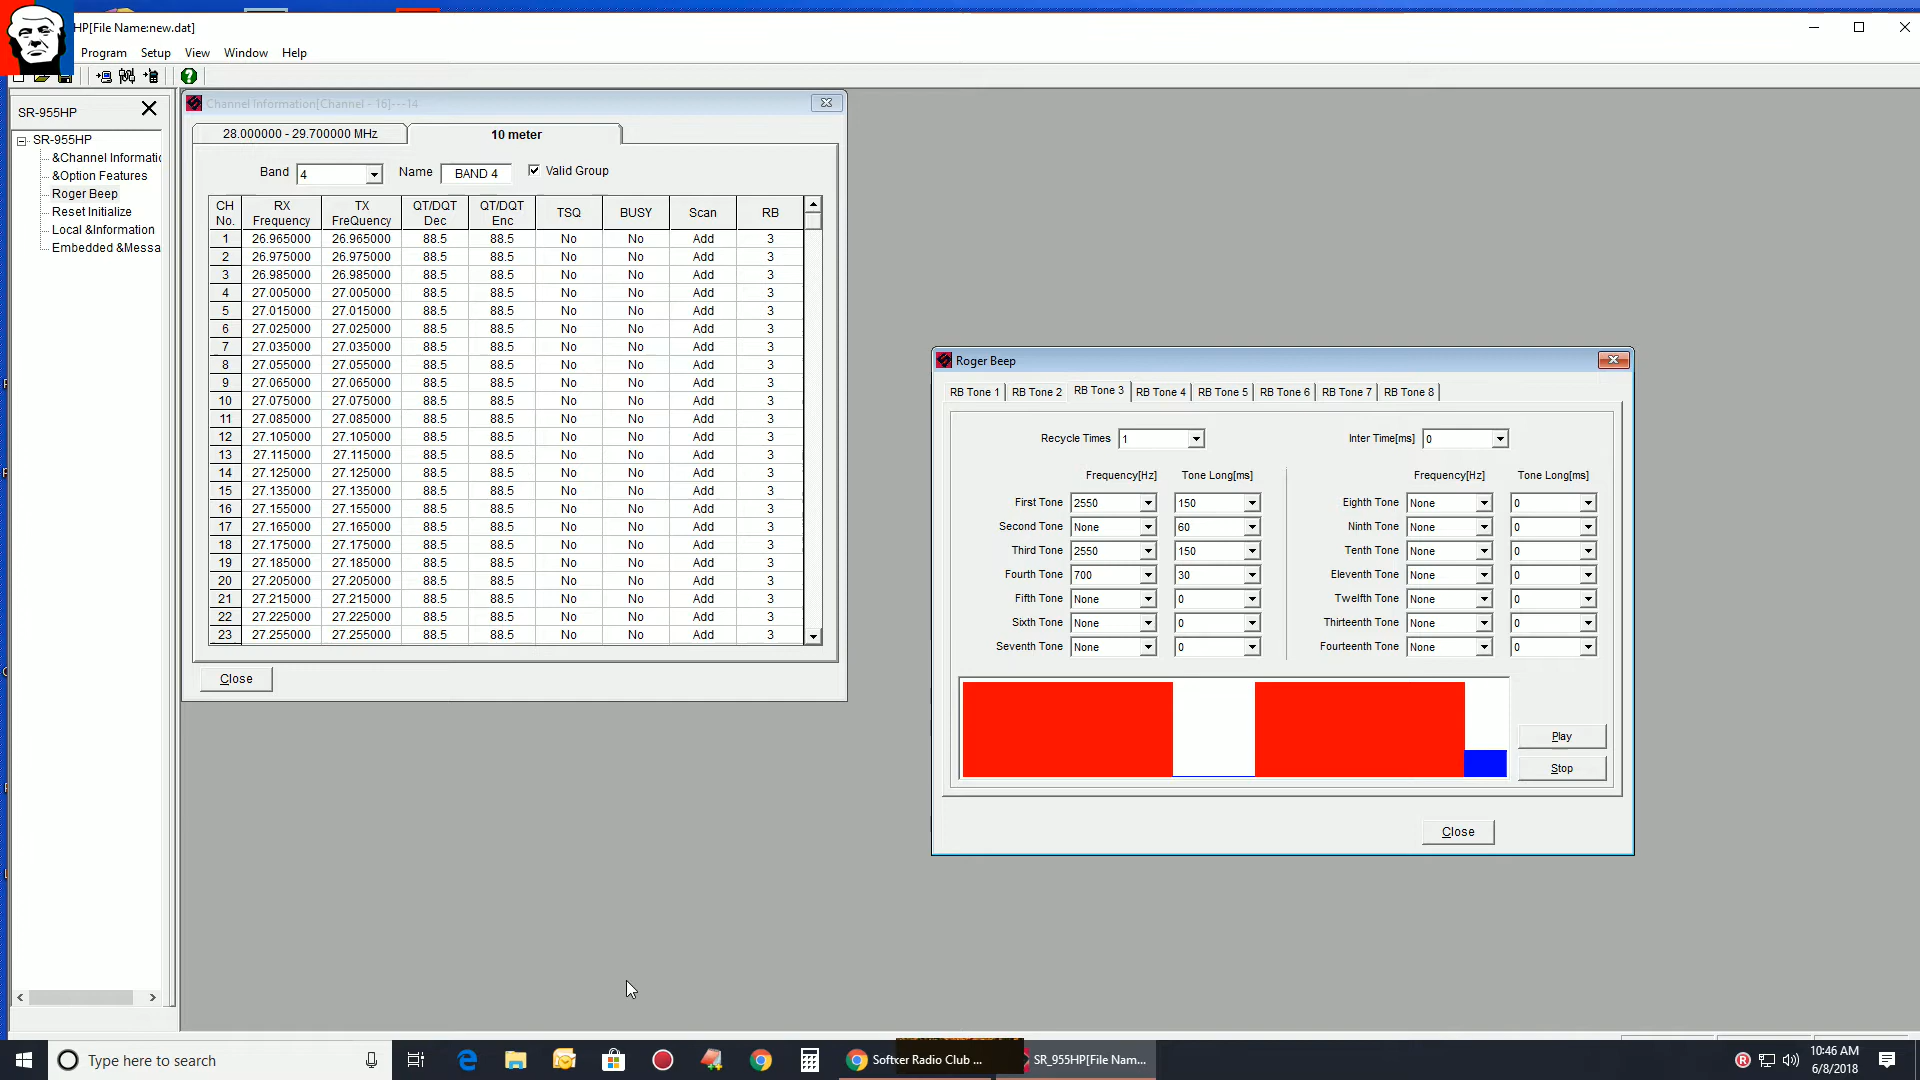 HP[File Name:new.dat]
Program Setup View Window Help
SR-955HP
SR-955HP
&Channel Informatic
&Option Features
Roger Beep
Reset Initialize
Local &Information
Embedded &Messa
Channel Information[Channel - 16]---14
28.000000 - 29.700000 MHz 10 meter
Band 4 Name BAND 4 Valid Group
CH No. RX Frequency TX FreQuency QT/DQT Dec QT/DQT Enc TSQ BUSY Scan RB
1 26.965000 26.965000 88.5 88.5 No No Add 3
2 26.975000 26.975000 88.5 88.5 No No Add 3
3 26.985000 26.985000 88.5 88.5 No No Add 3
4 27.005000 27.005000 88.5 88.5 No No Add 3
5 27.015000 27.015000 88.5 88.5 No No Add 3
6 27.025000 27.025000 88.5 88.5 No No Add 3
7 27.035000 27.035000 88.5 88.5 No No Add 3
8 27.055000 27.055000 88.5 88.5 No No Add 3
9 27.065000 27.065000 88.5 88.5 No No Add 3
10 27.075000 27.075000 88.5 88.5 No No Add 3
11 27.085000 27.085000 88.5 88.5 No No Add 3
12 27.105000 27.105000 88.5 88.5 No No Add 3
13 27.115000 27.115000 88.5 88.5 No No Add 3
14 27.125000 27.125000 88.5 88.5 No No Add 3
15 27.135000 27.135000 88.5 88.5 No No Add 3
16 27.155000 27.155000 88.5 88.5 No No Add 3
17 27.165000 27.165000 88.5 88.5 No No Add 3
18 27.175000 27.175000 88.5 88.5 No No Add 3
19 27.185000 27.185000 88.5 88.5 No No Add 3
20 27.205000 27.205000 88.5 88.5 No No Add 3
21 27.215000 27.215000 88.5 88.5 No No Add 3
22 27.225000 27.225000 88.5 88.5 No No Add 3
23 27.255000 27.255000 88.5 88.5 No No Add 3
Close
Roger Beep
RB Tone 1 RB Tone 2 RB Tone 3 RB Tone 4 RB Tone 5 RB Tone 6 RB Tone 7 RB Tone 8
Recycle Times 1 Inter Time[ms] 0
Frequency[Hz] Tone Long[ms] Frequency[Hz] Tone Long[ms]
First Tone 2550 150 Eighth Tone None 0
Second Tone None 60 Ninth Tone None 0
Third Tone 2550 150 Tenth Tone None 0
Fourth Tone 700 30 Eleventh Tone None 0
Fifth Tone None 0 Twelfth Tone None 0
Sixth Tone None 0 Thirteenth Tone None 0
Seventh Tone None 0 Fourteenth Tone None 0
Play
Stop
Close
Type here to search
Radio Club ...
SR_955HP[File Nam...
10:46 AM
6/8/2018